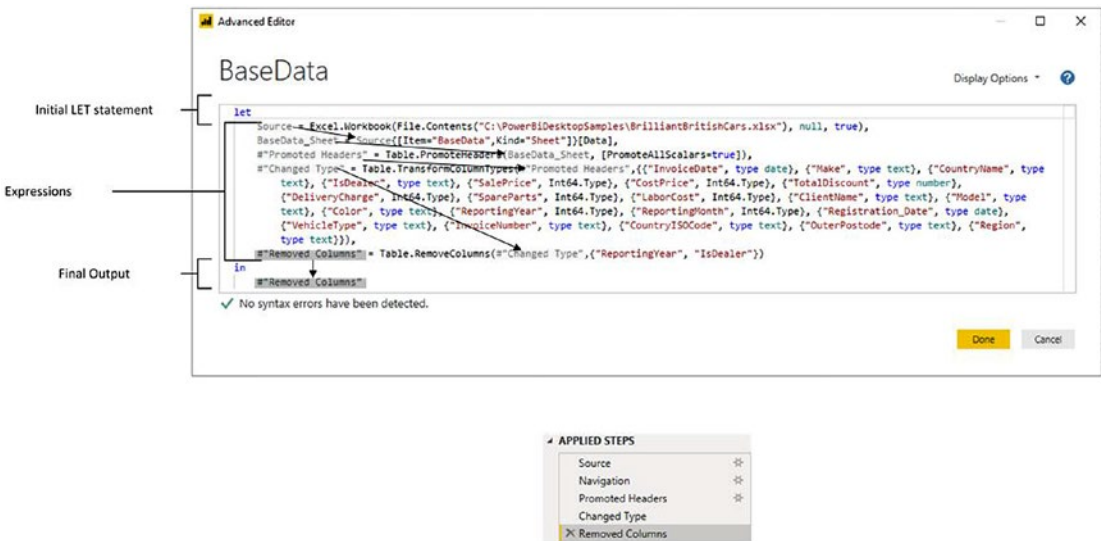 Advanced Editor
BaseData
Display Options
Initial LET statement
let
Source = Excel.Workbook(File.Contents("C:\PowerBiDesktopSamples\BrilliantBritishCars.xlsx"), null, true),
BaseData_Sheet = Source{[Item="BaseData",Kind="Sheet"]}[Data],
#"Promoted Headers" = Table.PromoteHeaders(BaseData_Sheet, [PromoteAllScalars=true]),
#"Changed Type" = Table.TransformColumnTypes(#"Promoted Headers",{{"InvoiceDate", type date}, {"Make", type text}, {"CountryName", type
text}, {"IsDealer", type text}, {"SalePrice", Int64.Type}, {"CostPrice", Int64.Type}, {"TotalDiscount", type number},
Expressions
{"DeliveryCharge", Int64.Type}, {"SpareParts", Int64.Type}, {"LaborCost", Int64.Type}, {"ClientName", type text}, {"Model", type
text}, {"Color", type text}, {"ReportingYear", Int64.Type}, {"ReportingMonth", Int64.Type}, {"Registration_Date", type date},
{"VehicleType", type text}, {"InvoiceNumber", type text}, {"CountryISOCode", type text}, {"OuterPostode", type text}, {"Region",
type text}}),
#"Removed Columns" = Table.RemoveColumns(#"Changed Type",{"ReportingYear", "IsDealer"})
Final Output
in
#"Removed Columns"
No syntax errors have been detected.
Done
Cancel
APPLIED STEPS
Source
Navigation
Promoted Headers
Changed Type
Removed Columns